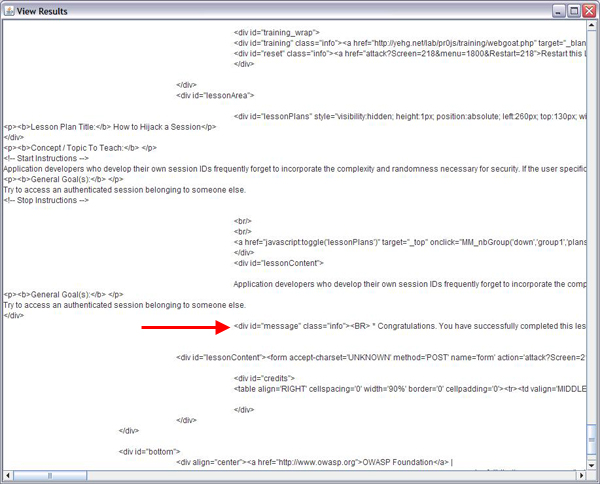 View Results
<div id="training_wrap">
<div id="training" class="info"><a href="http://yehg.net/lab/pr0js/training/webgoat.php" target="_blan
<div id="reset" class="info"><a href="attack?Screen=218&menu=1800&Restart=218">Restart this L
</div>
</div>
<div id="lessonArea">
<div id="lessonPlans" style="visibility:hidden; height:1px; position:absolute; left:260px; top:130px; wi
<p><b>Lesson Plan Title:</b> How to Hijack a Session</p>
</div>
<p><b>Concept / Topic To Teach:</b> </p>
<!-- Start Instructions -->
Application developers who develop their own session IDs frequently forget to incorporate the complexity and randomness necessary for security. If the user specific
<p><b>General Goal(s):</b> </p>
Try to access an authenticated session belonging to someone else.
<!-- Stop Instructions -->
<br/>
<br/>
<a href="javascript:toggle('lessonPlans')" target="_top" onclick="MM_nbGroup('down','group1','plans
</div>
<div id="lessonContent">
Application developers who develop their own session IDs frequently forget to incorporate the comp
<p><b>General Goal(s):</b> </p>
Try to access an authenticated session belonging to someone else.
</div>
<div id="message" class="info"><BR> * Congratulations. You have successfully completed this les
<div id="lessonContent"><form accept-charset='UNKNOWN' method='POST' name='form' action='attack?Screen=2
<div id="credits">
<table align='RIGHT' cellspacing='0' width='90%' border='0' cellpadding='0'><tr><td valign='MIDDLE
</div>
</div>
</div>
<div id="bottom">
<div align="center"><a href="http://www.owasp.org">OWASP Foundation</a> |